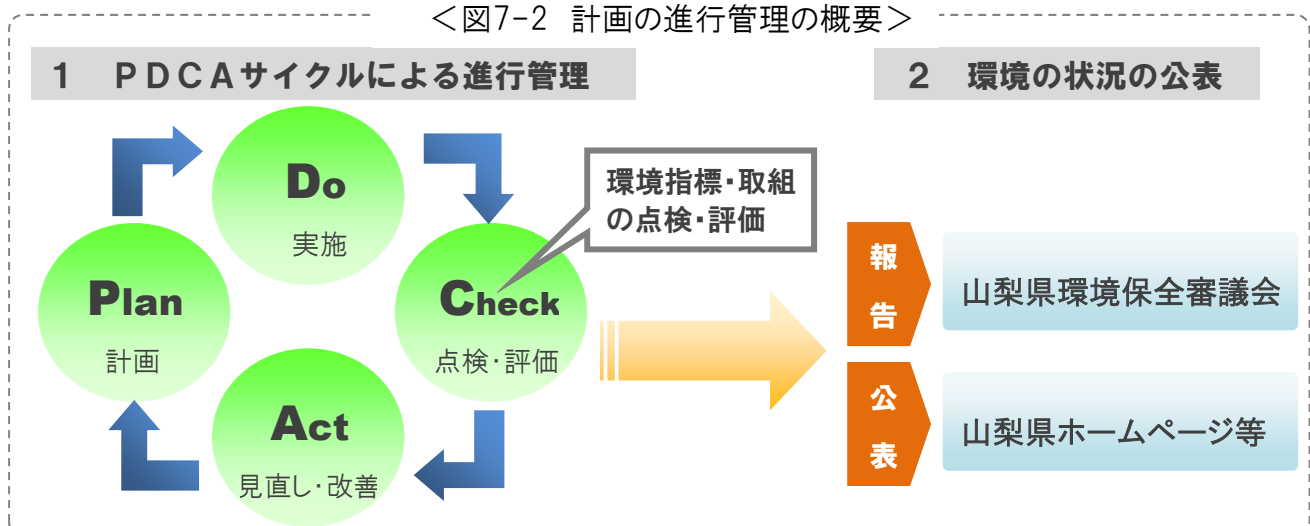 ＜図7-2 計画の進行管理の概要＞
1 PDCAサイクルによる進行管理
Do
実施
環境指標・取組
の点検・評価
Plan
計画
Check
点検・評価
Act
見直し・改善
2 環境の状況の公表
報告
山梨県環境保全審議会
公表
山梨県ホームページ等